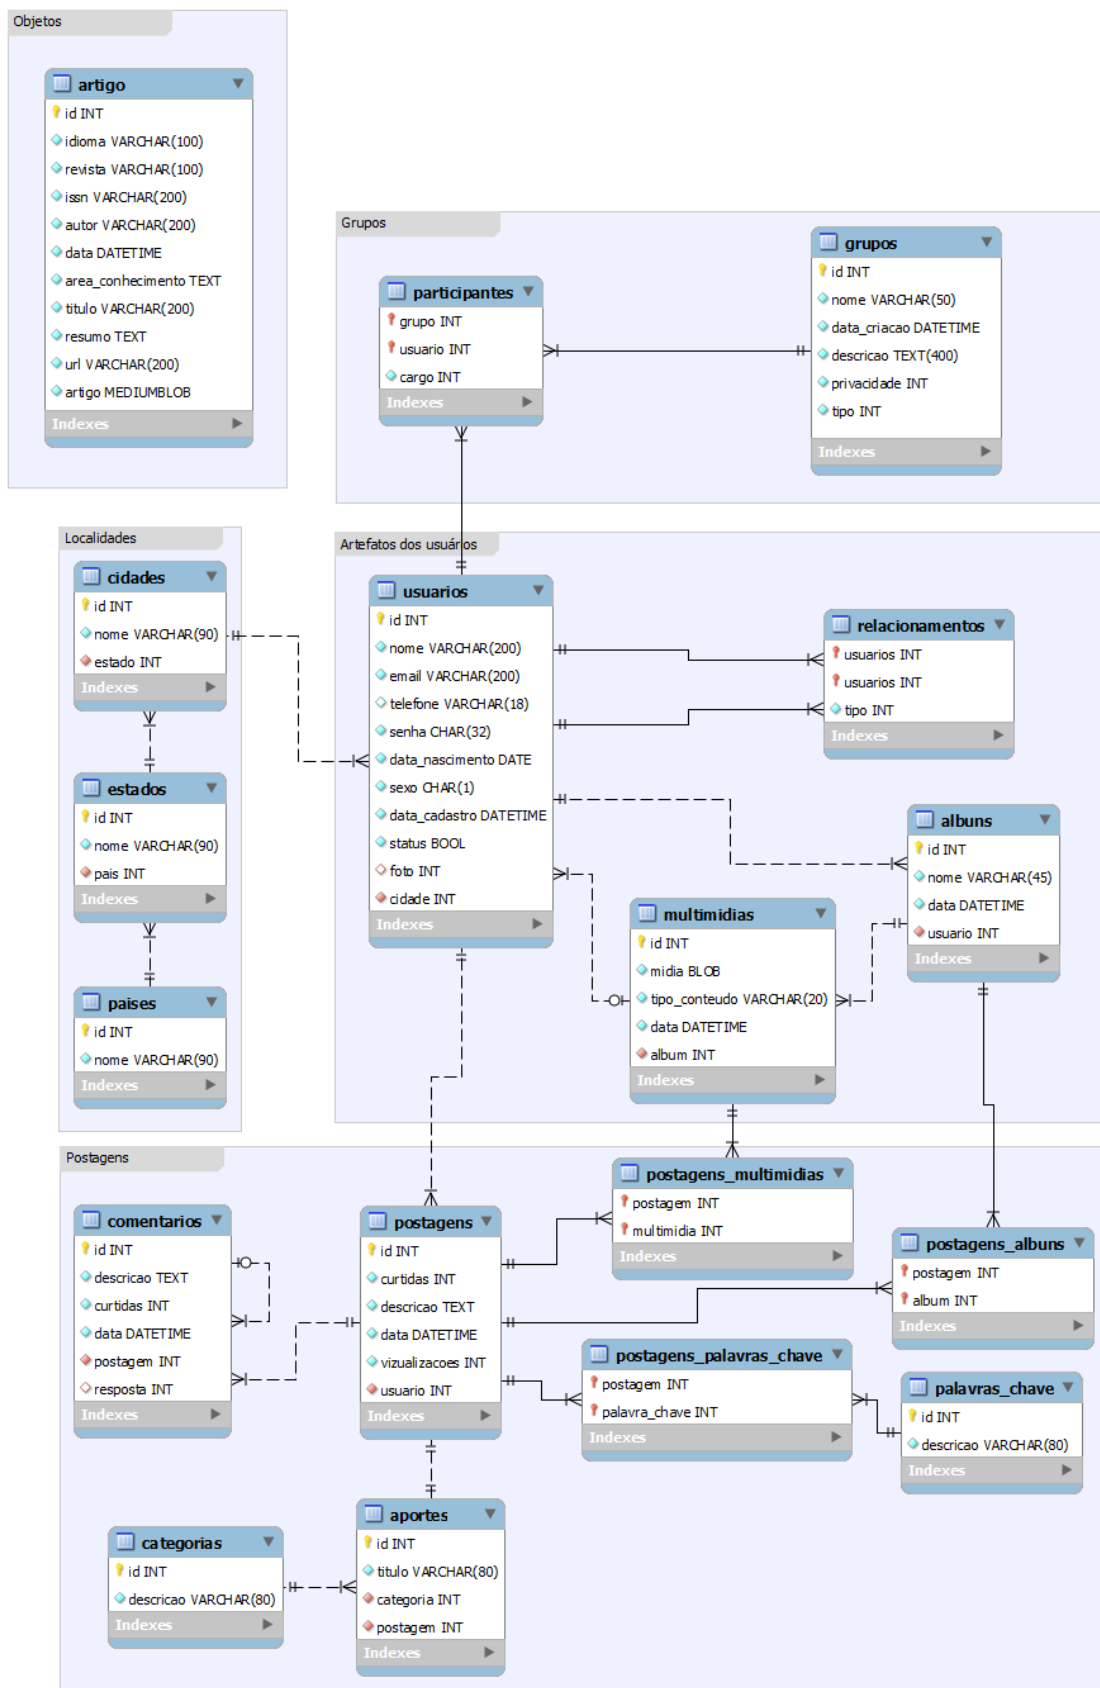 Objetos
artigo
id INT
idioma VARCHAR(100)
revista VARCHAR(100)
issn VARCHAR(200)
autor VARCHAR(200)
data DATETIME
area_conhecimento TEXT
titulo VARCHAR(200)
resumo TEXT
url VARCHAR(200)
artigo MEDIUMBLOB
Indexes
Grupos
participantes
grupo INT
usuario INT
cargo INT
Indexes
grupos
id INT
nome VARCHAR(50)
data_criacao DATETIME
descricao TEXT(400)
privacidade INT
tipo INT
Indexes
Localidades
cidades
id INT
nome VARCHAR(90)
estado INT
Indexes
estados
id INT
nome VARCHAR(90)
pais INT
Indexes
paises
id INT
nome VARCHAR(90)
Indexes
Artefatos dos usuários
usuarios
id INT
nome VARCHAR(200)
email VARCHAR(200)
telefone VARCHAR(18)
senha CHAR(32)
data_nascimento DATE
sexo CHAR(1)
data_cadastro DATETIME
status BOOL
foto INT
cidade INT
Indexes
relacionamentos
usuarios INT
usuarios INT
tipo INT
Indexes
albuns
id INT
nome VARCHAR(45)
data DATETIME
usuario INT
Indexes
multimidias
id INT
midia BLOB
tipo_conteudo VARCHAR(20)
data DATETIME
album INT
Indexes
Postagens
comentarios
id INT
descricao TEXT
curtidas INT
data DATETIME
postagem INT
resposta INT
Indexes
postagens
id INT
curtidas INT
descricao TEXT
data DATETIME
vizualizacoes INT
usuario INT
Indexes
postagens_multimidias
postagem INT
multimidia INT
Indexes
postagens_albuns
postagem INT
album INT
Indexes
postagens_palavras_chave
postagem INT
palavra_chave INT
Indexes
palavras_chave
id INT
descricao VARCHAR(80)
Indexes
categorias
id INT
descricao VARCHAR(80)
Indexes
aportes
id INT
titulo VARCHAR(80)
categoria INT
postagem INT
Indexes